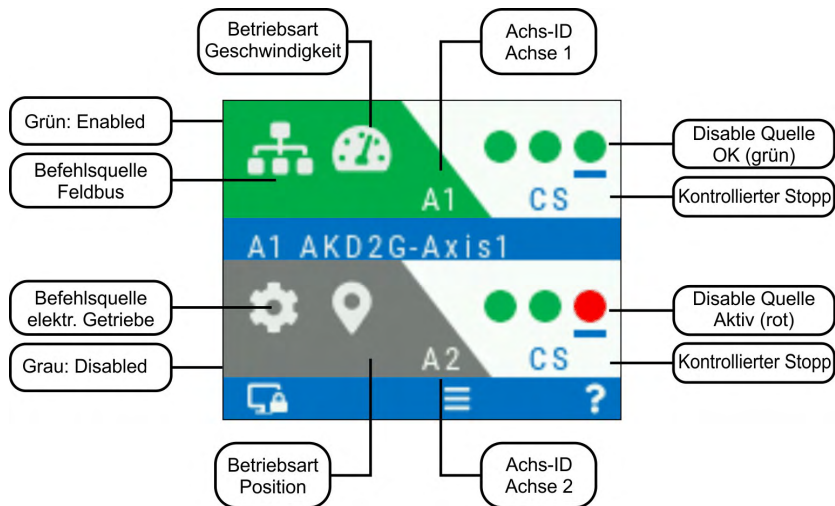 Betriebsart
Geschwindigkeit
Achs-ID
Achse 1
Grün: Enabled
Befehlsquelle
Feldbus
Disable Quelle
OK (grün)
Kontrollierter Stopp
A1
CS
A1 AKD2G-Axis1
Befehlsquelle
elektr. Getriebe
Grau: Disabled
Disable Quelle
Aktiv (rot)
Kontrollierter Stopp
A2
CS
?
Betriebsart
Position
Achs-ID
Achse 2